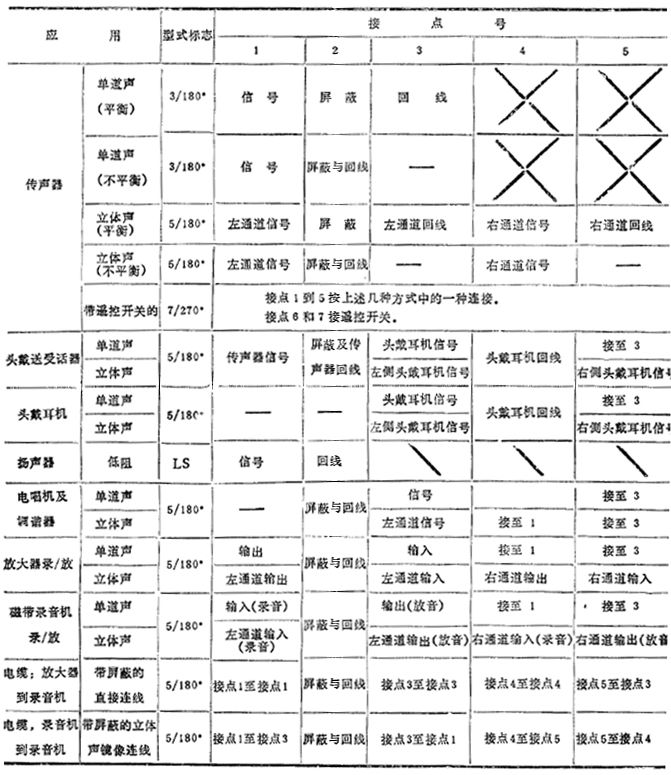 应 用 型式标志 接 点 号
1 2 3 4 5
传声器 单道声(平衡) 3/180° 信 号 屏 蔽 回 线
单道声(不平衡) 3/180° 信 号 屏蔽与回线 —
立体声(平衡) 5/180° 左通道信号 屏 蔽 左通道回线 右通道信号 右通道回线
立体声(不平衡) 5/180° 左通道信号 屏蔽与回线 — 右通道信号 —
带遥控开关的 7/270° 接点1到5按上述几种方式中的一种连接。
接点6和7接遥控开关。
头戴送受话器 单道声 5/180° 传声器信号 屏蔽及传声器回线 头戴耳机信号 头戴耳机回线 接至 3
立体声 左侧头戴耳机信号 右侧头戴耳机信号
头戴耳机 单道声 5/180° — — 头戴耳机信号 头戴耳机回线 接至 3
立体声 左侧头戴耳机信号 右侧头戴耳机信号
扬声器 低阻 LS 信号 回线
电唱机及调谐器 单道声 5/180° — 屏蔽与回线 信号 接至 3
立体声 左通道信号 接至 1 接至 3
放大器录/放 单道声 5/180° 输出 屏蔽与回线 输入 接至 1 接至 3
立体声 左通道输出 左通道输入 右通道输出 右通道输入
磁带录音机录/放 单道声 5/180° 输入(录音) 屏蔽与回线 输出(放音) 接至 1 接至 3
立体声 左通道输入(录音) 左通道输出(放音) 右通道输入(录音) 右通道输出(放音
电缆；放大器到录音机 带屏蔽的直接连线 5/180° 接点1至接点1 屏蔽与回线 接点3至接点3 接点4至接点4 接点5至接点3
电缆，录音机到录音机 带屏蔽的立体声镜像连线 5/180° 接点1至接点3 屏蔽与回线 接点3至接点1 接点4至接点5 接点5至接点4